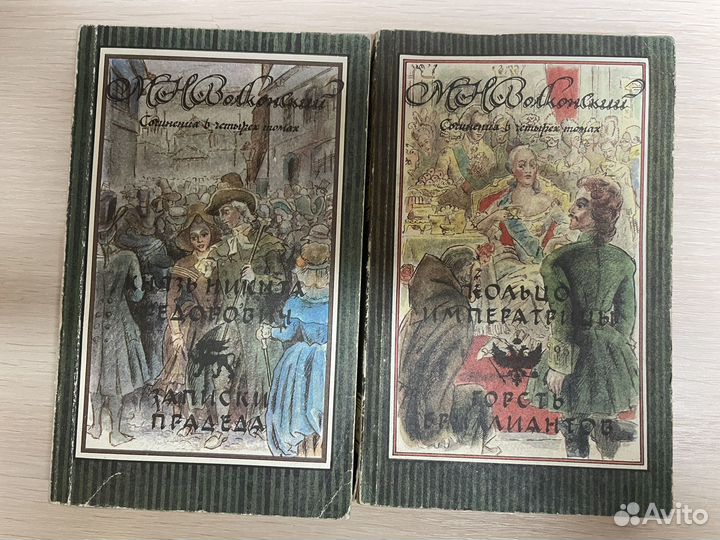 М Н Волконский
Сочинения в четырех томах
КНЯЗЬ НИКИТА
ФЕДОРОВИЧ
ЗАПИСКИ
ПРАДЕДА
М Н Волконский
Сочинения в четырех томах
КОЛЬЦО
ИМПЕРАТРИЦЫ
ГОРСТЬ
БРИЛЛИАНТОВ
Avito